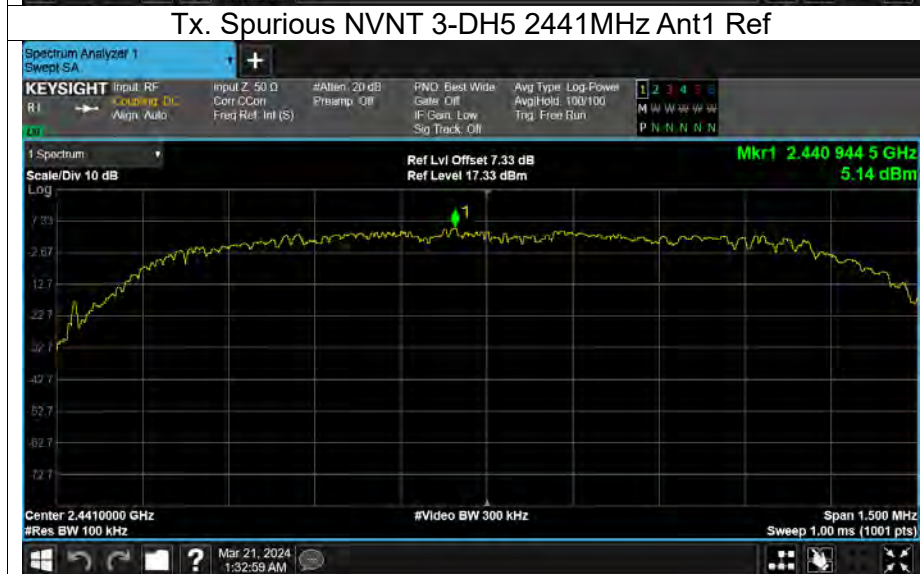 Tx. Spurious NVNT 3-DH5 2441MHz Ant1 Ref
Spectrum Analyzer 1
Swept SA
+
KEYSIGHT Input: RF Input Z: 50 Ω #Atten: 20 dB PNO: Best Wide Avg Type: Log-Power 1 2 3 4 5 6
Coupling: DC Corr CCorr Preamp: Off Gate: Off Avg|Hold: 100/100 M W W W W W
Align: Auto Freq Ref: Int (S) IF Gain: Low Trig: Free Run
Sig Track: Off P N N N N N
1 Spectrum Ref Lvl Offset 7.33 dB Mkr1 2.440 944 5 GHz
Scale/Div 10 dB Ref Level 17.33 dBm 5.14 dBm
Log
1
7.33
-2.67
-12.7
-22.7
-32.7
-42.7
-52.7
-62.7
-72.7
Center 2.4410000 GHz #Video BW 300 kHz Span 1.500 MHz
#Res BW 100 kHz Sweep 1.00 ms (1001 pts)
? Mar 21, 2024
1:32:59 AM